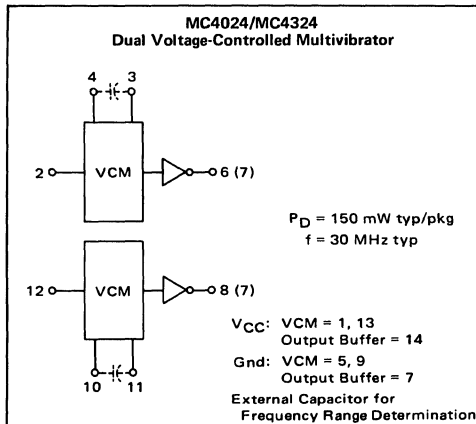 MC4024/MC4324
Dual Voltage-Controlled Multivibrator
4 3
2 VCM 6 (7)
PD = 150 mW typ/pkg
f = 30 MHz typ
12 VCM 8 (7)
10 11
VCC: VCM = 1, 13
Output Buffer = 14
Gnd: VCM = 5, 9
Output Buffer = 7
External Capacitor for
Frequency Range Determination